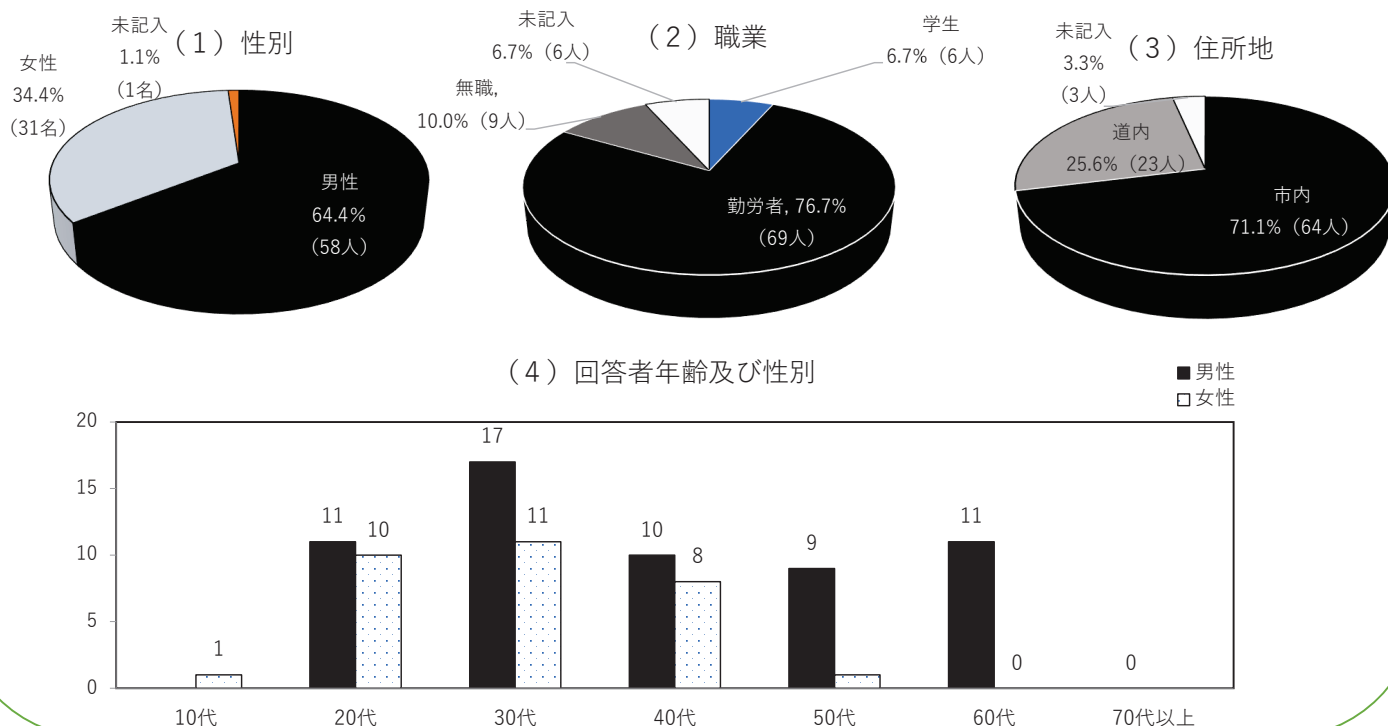 （1）性別
未記入
1.1%
(1名)
女性
34.4%
(31名)
男性
64.4%
(58人)
（2）職業
未記入
6.7%（6人）
学生
6.7%（6人）
無職,
10.0%（9人）
勤労者, 76.7%
（69人）
（3）住所地
未記入
3.3%
（3人）
道内
25.6%（23人）
市内
71.1%（64人）
（4）回答者年齢及び性別
男性
女性
20
15
10
5
0
1
11
10
17
11
10
8
9
11
0
0
10代
20代
30代
40代
50代
60代
70代以上